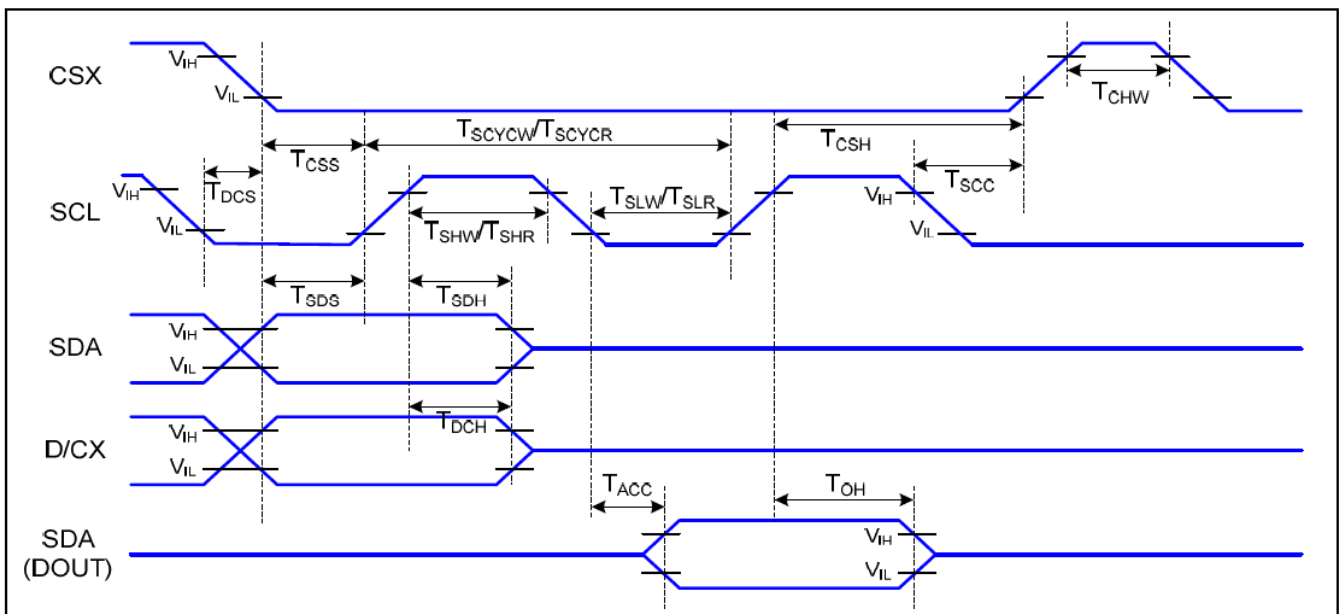 CSX
VIH
VIL
TCHW
TSCYCW/TSCYCR
TCSH
TCSS
TDCS
TSCC
SCL
VIH
VIL
TSHW/TSHR
TSLW/TSLR
VIH
VIL
TSDS
TSDH
SDA
VIH
VIL
TDCH
D/CX
VIH
VIL
TACC
TOH
SDA
(DOUT)
VIH
VIL